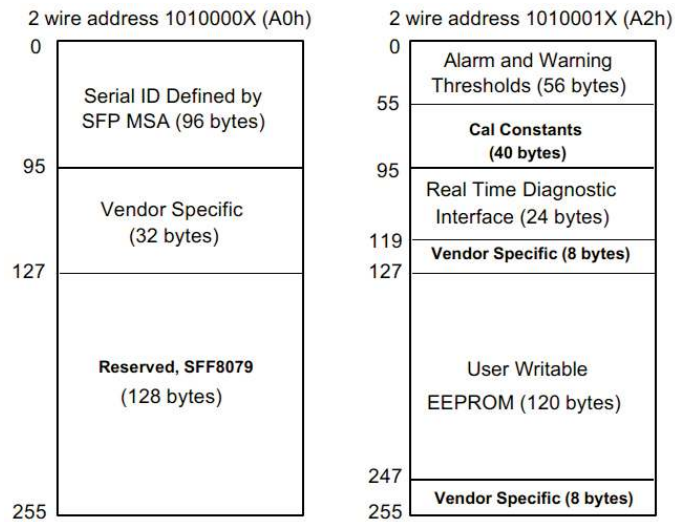 2 wire address 1010000X (A0h)
0
Serial ID Defined by
SFP MSA (96 bytes)
95
Vendor Specific
(32 bytes)
127
Reserved, SFF8079
(128 bytes)
255
2 wire address 1010001X (A2h)
0
Alarm and Warning
Thresholds (56 bytes)
55
Cal Constants
(40 bytes)
95
Real Time Diagnostic
Interface (24 bytes)
119
Vendor Specific (8 bytes)
127
User Writable
EEPROM (120 bytes)
247
Vendor Specific (8 bytes)
255